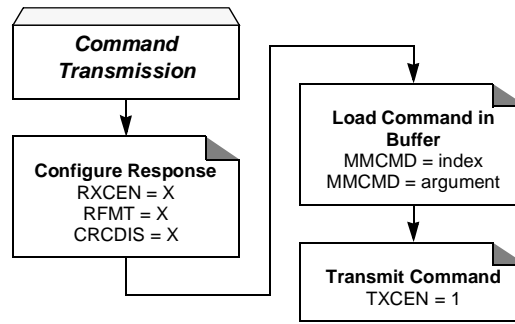 Command
Transmission
Configure Response
RXCEN = X
RFMT = X
CRCDIS = X
Load Command in
Buffer
MMCMD = index
MMCMD = argument
Transmit Command
TXCEN = 1